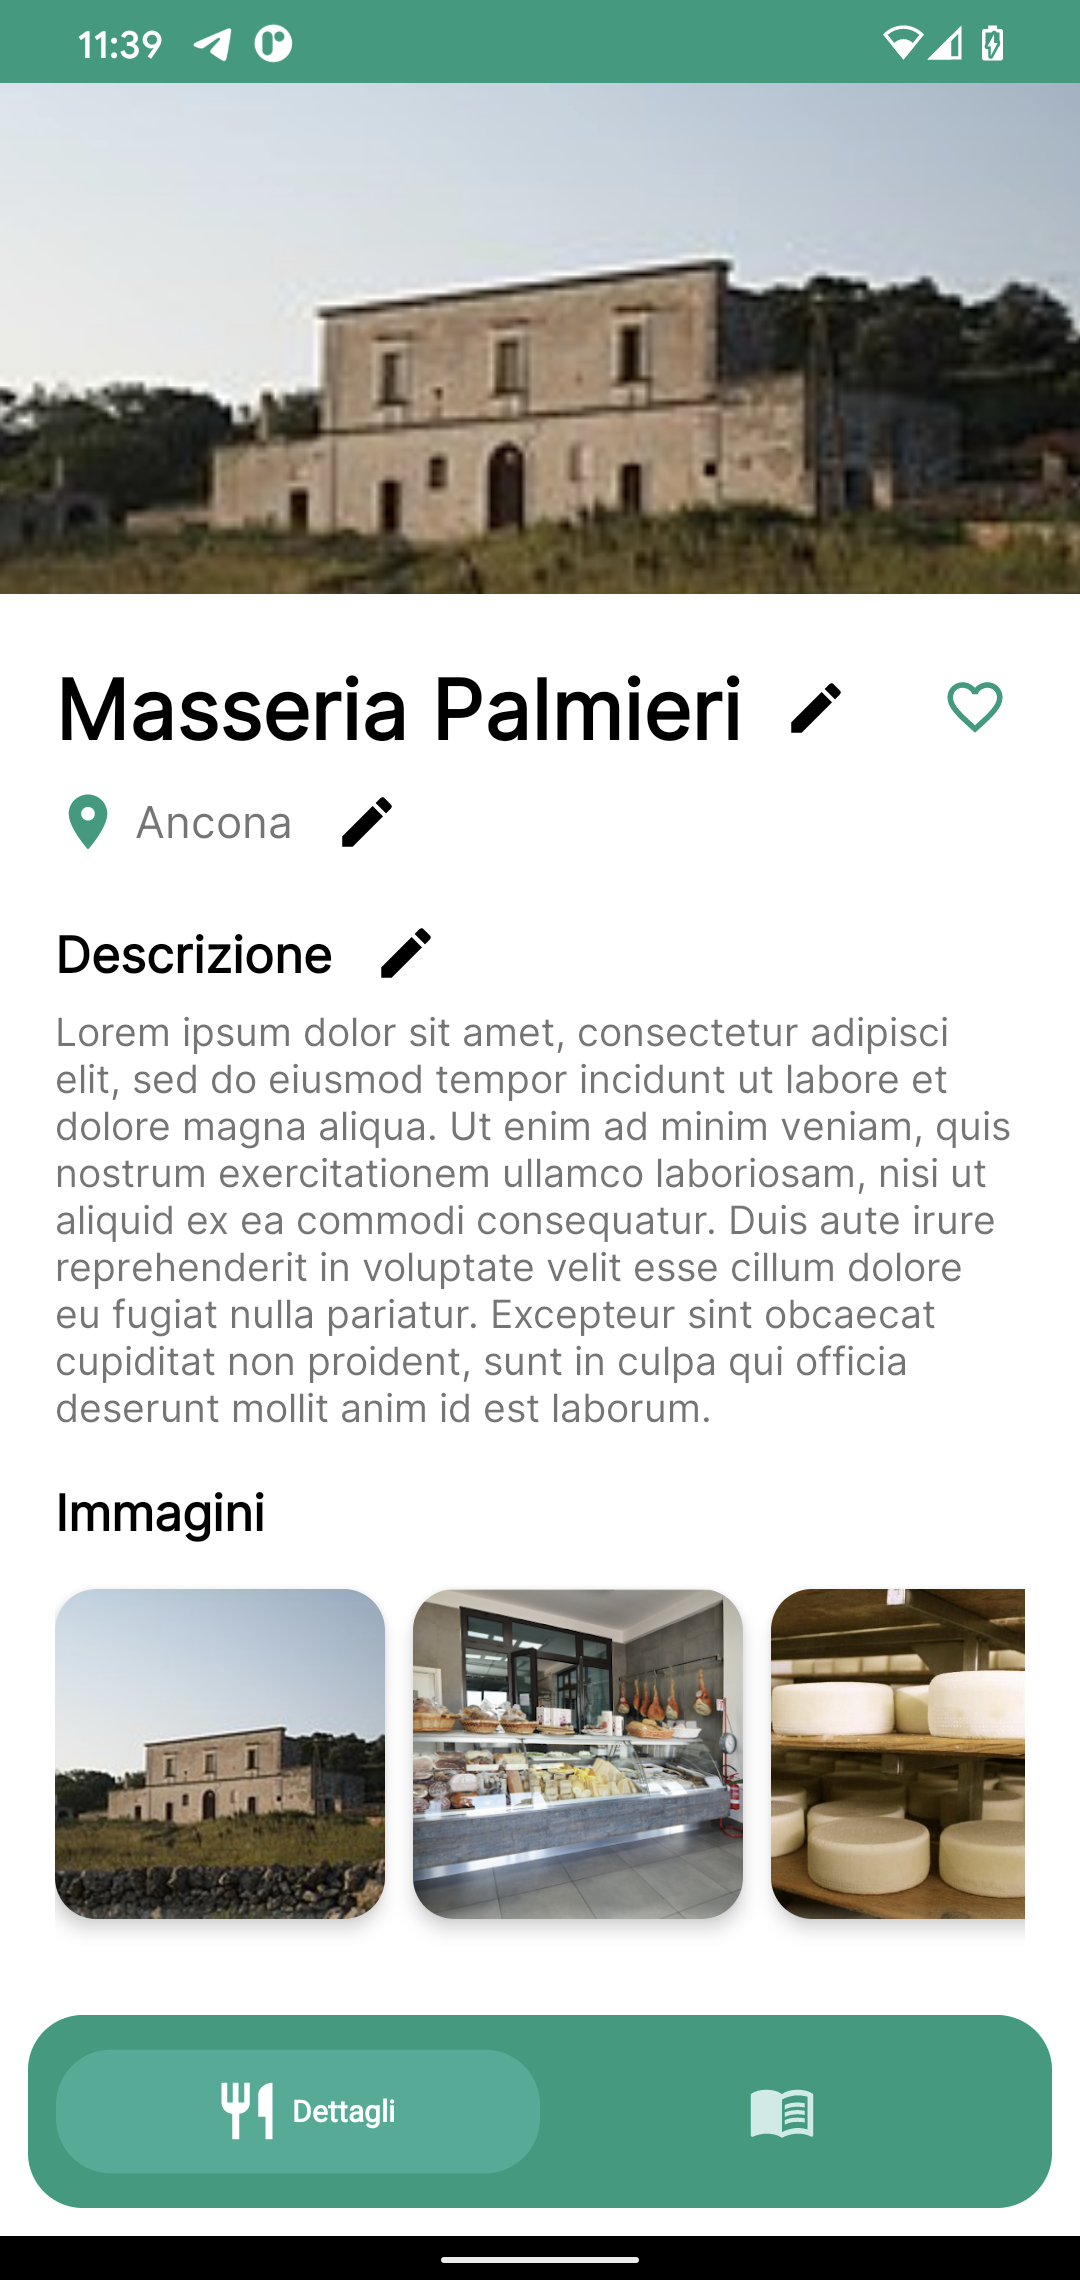 11:39
Masseria Palmieri
Ancona
Descrizione
Lorem ipsum dolor sit amet, consectetur adipisci
elit, sed do eiusmod tempor incidunt ut labore et
dolore magna aliqua. Ut enim ad minim veniam, quis
nostrum exercitationem ullamco laboriosam, nisi ut
aliquid ex ea commodi consequatur. Duis aute irure
reprehenderit in voluptate velit esse cillum dolore
eu fugiat nulla pariatur. Excepteur sint obcaecat
cupiditat non proident, sunt in culpa qui officia
deserunt mollit anim id est laborum.
Immagini
Dettagli